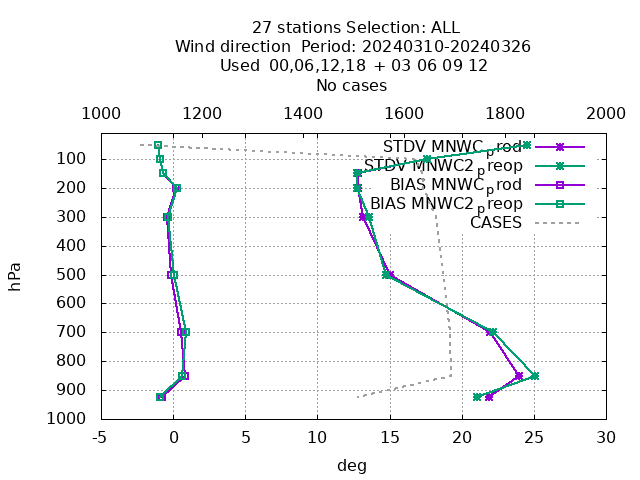 27 stations Selection: ALL
Wind direction  Period: 20240310-20240326
Used  00,06,12,18 + 03 06 09 12
No cases
1000 1200 1400 1600 1800 2000
STDV MNWC_prod
STDV MNWC2_preop
BIAS MNWC_prod
BIAS MNWC2_preop
CASES
hPa
100
200
300
400
500
600
700
800
900
1000
-5 0 5 10 15 20 25 30
deg